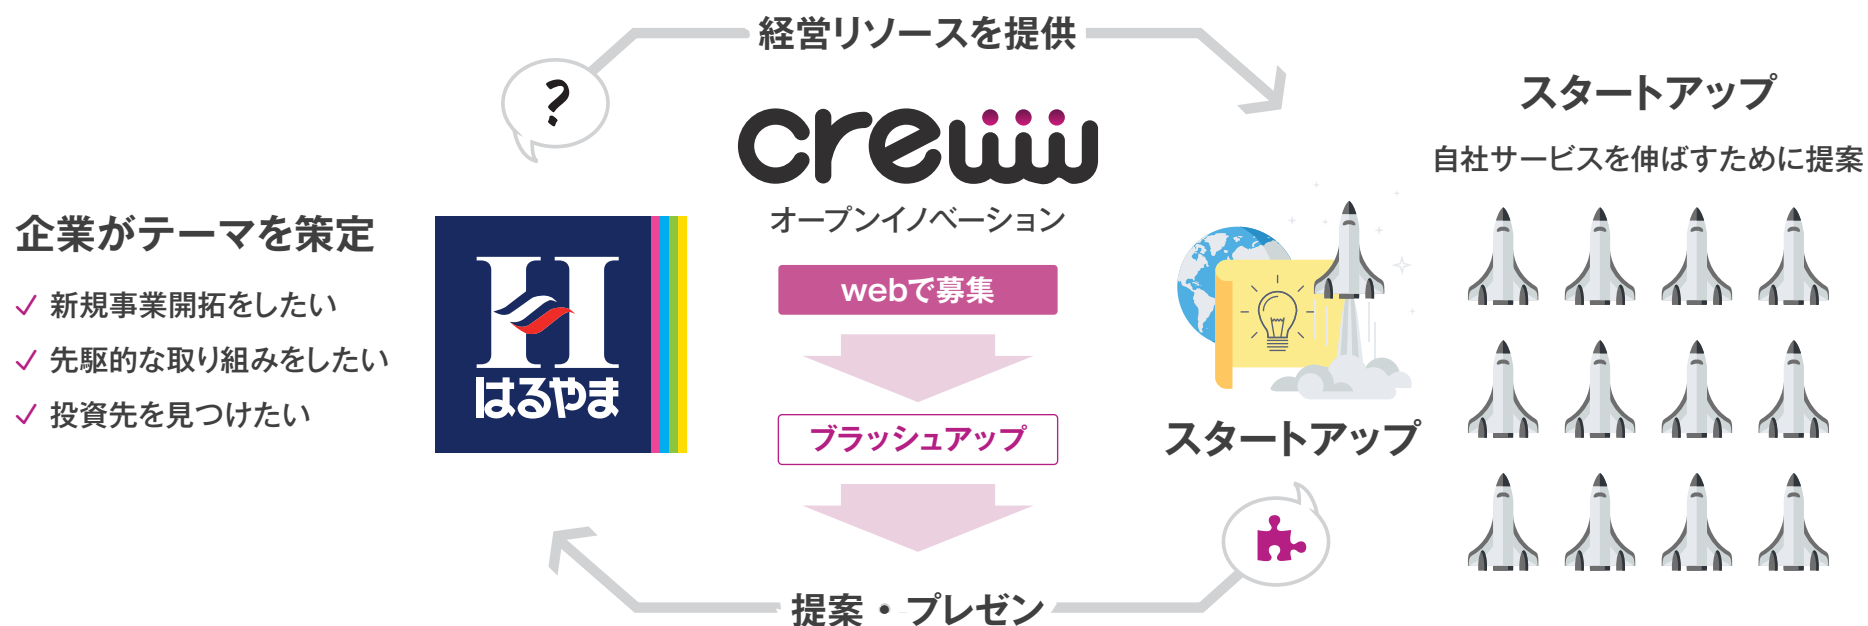 経営リソースを提供
?
creww
オープンイノベーション
webで募集
ブラッシュアップ
提案・プレゼン
企業がテーマを策定
新規事業開拓をしたい
先駆的な取り組みをしたい
投資先を見つけたい
H
はるやま
スタートアップ
スタートアップ
自社サービスを伸ばすために提案